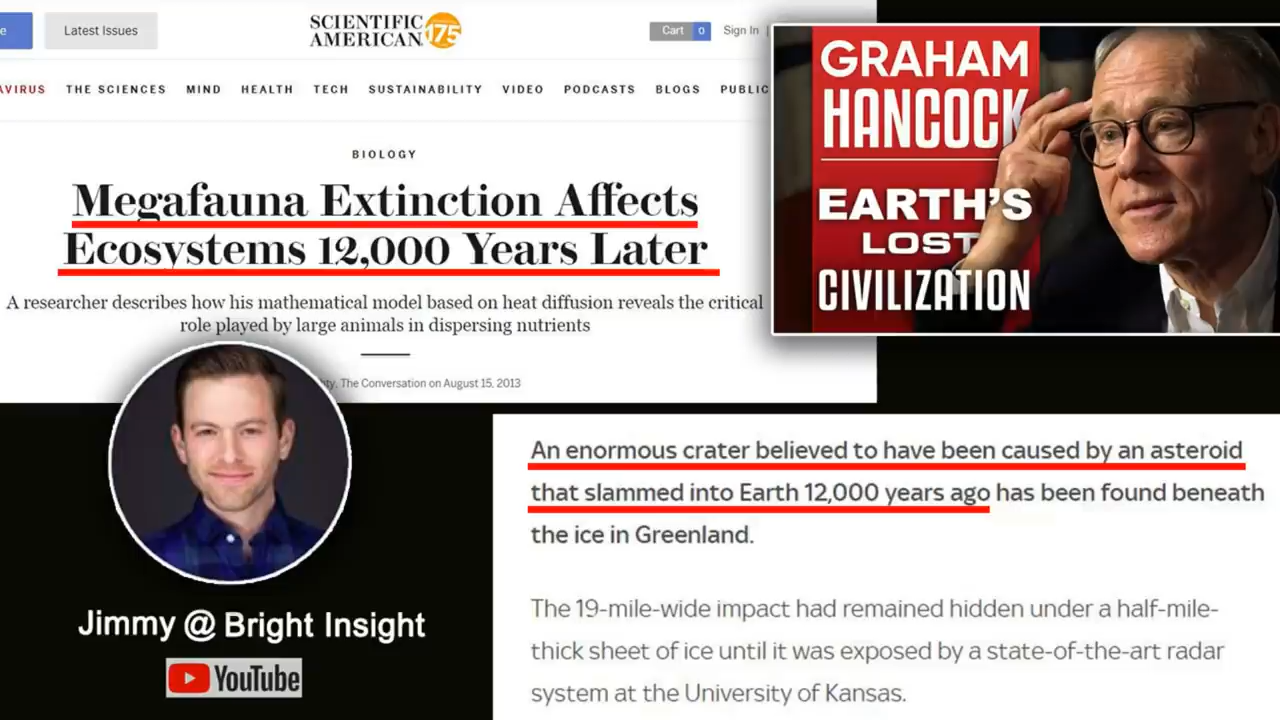 Latest Issues
SCIENTIFIC
AMERICAN 175
Cart 0 Sign In |
THE SCIENCES MIND HEALTH TECH SUSTAINABILITY VIDEO PODCASTS BLOGS
BIOLOGY
Megafauna Extinction Affects
Ecosystems 12,000 Years Later
A researcher describes how his mathematical model based on heat diffusion reveals the critical
role played by large animals in dispersing nutrients
The Conversation on August 15, 2013
GRAHAM
HANCOCK
EARTH'S
LOST
CIVILIZATION
Jimmy @ Bright Insight
YouTube
An enormous crater believed to have been caused by an asteroid
that slammed into Earth 12,000 years ago has been found beneath
the ice in Greenland.
The 19-mile-wide impact had remained hidden under a half-mile-
thick sheet of ice until it was exposed by a state-of-the-art radar
system at the University of Kansas.